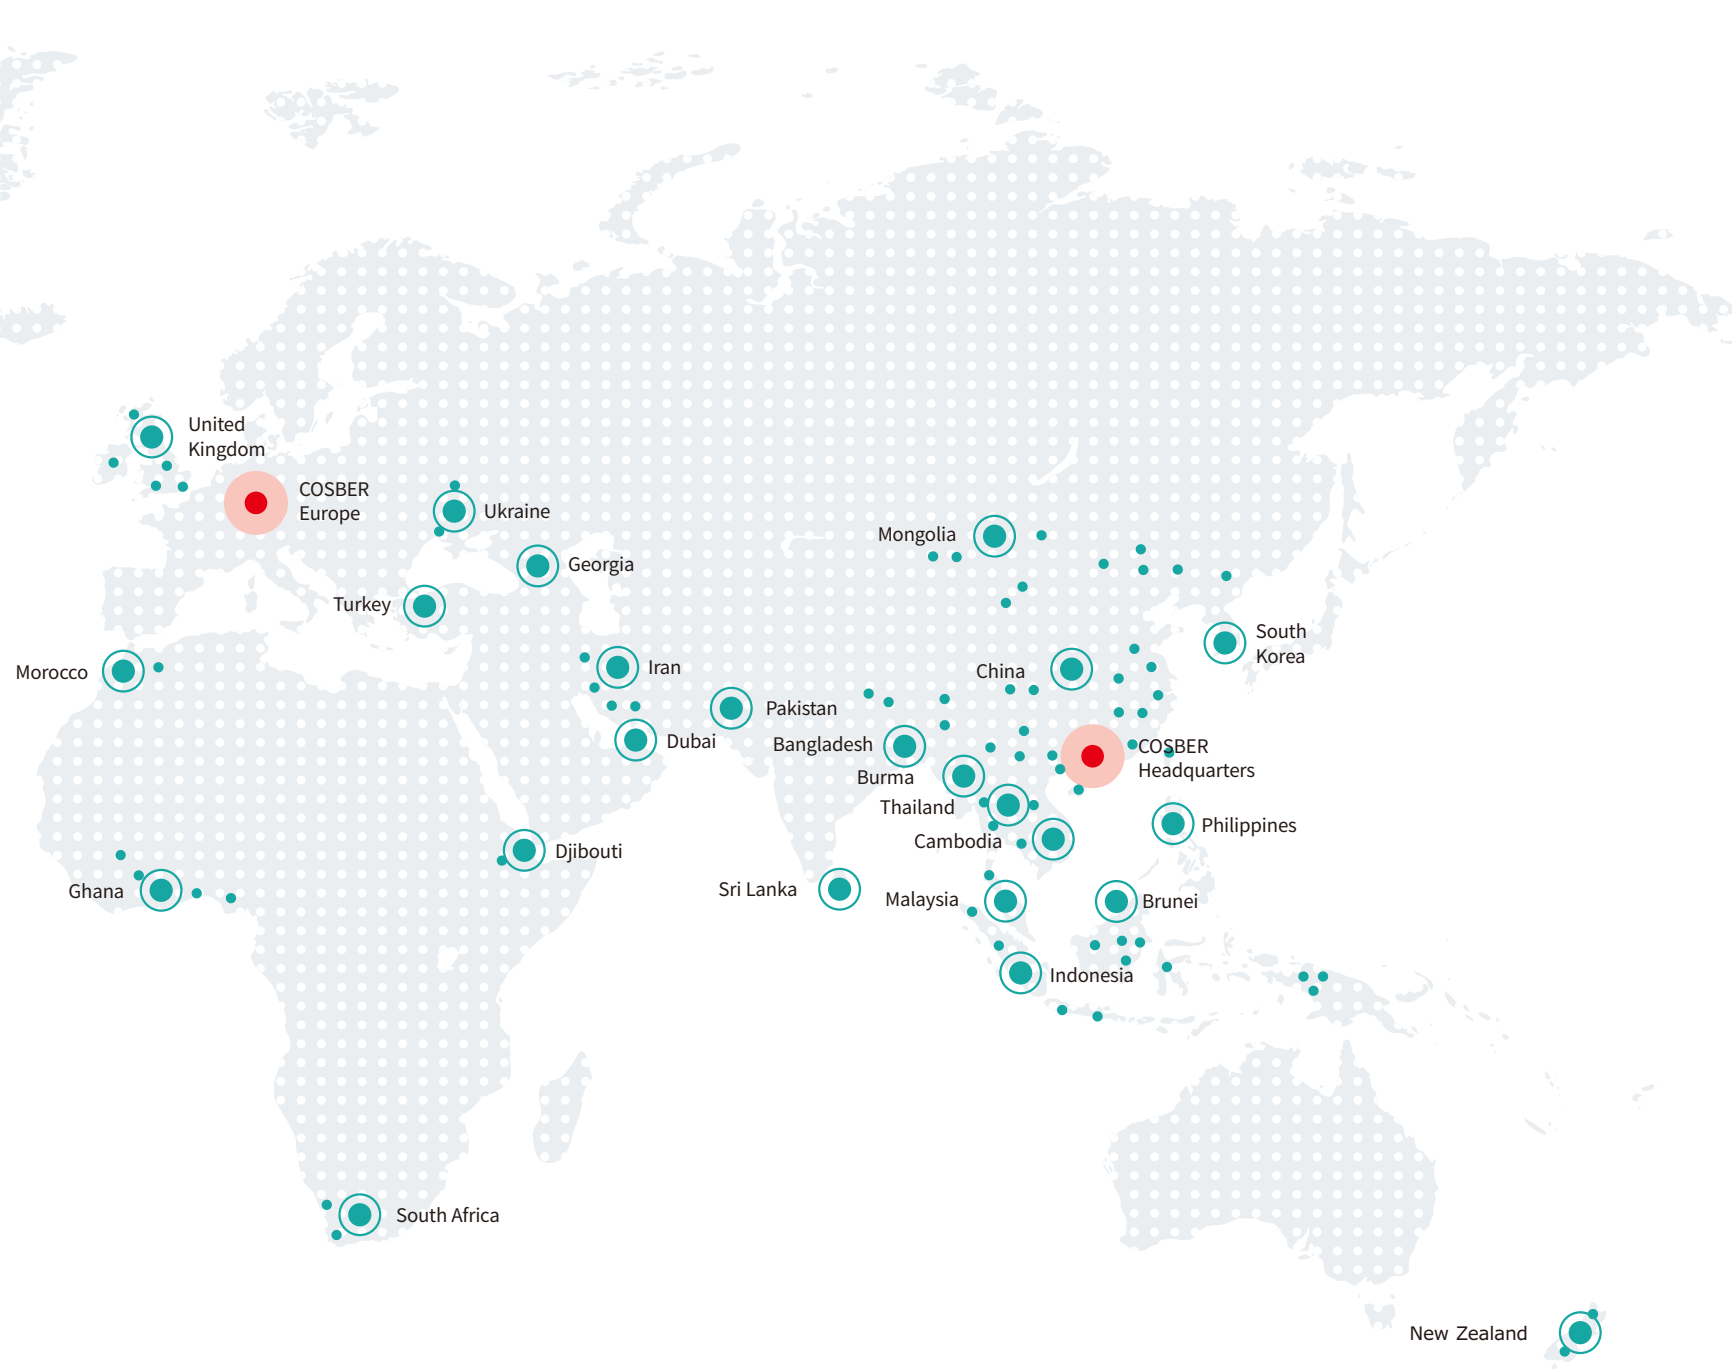 United
Kingdom
COSBER
Europe
Ukraine
Mongolia
Georgia
Turkey
South
Korea
Morocco
Iran
China
Pakistan
Dubai
Bangladesh
COSBER
Headquarters
Burma
Thailand
Philippines
Cambodia
Djibouti
Ghana
Sri Lanka
Malaysia
Brunei
Indonesia
South Africa
New Zealand